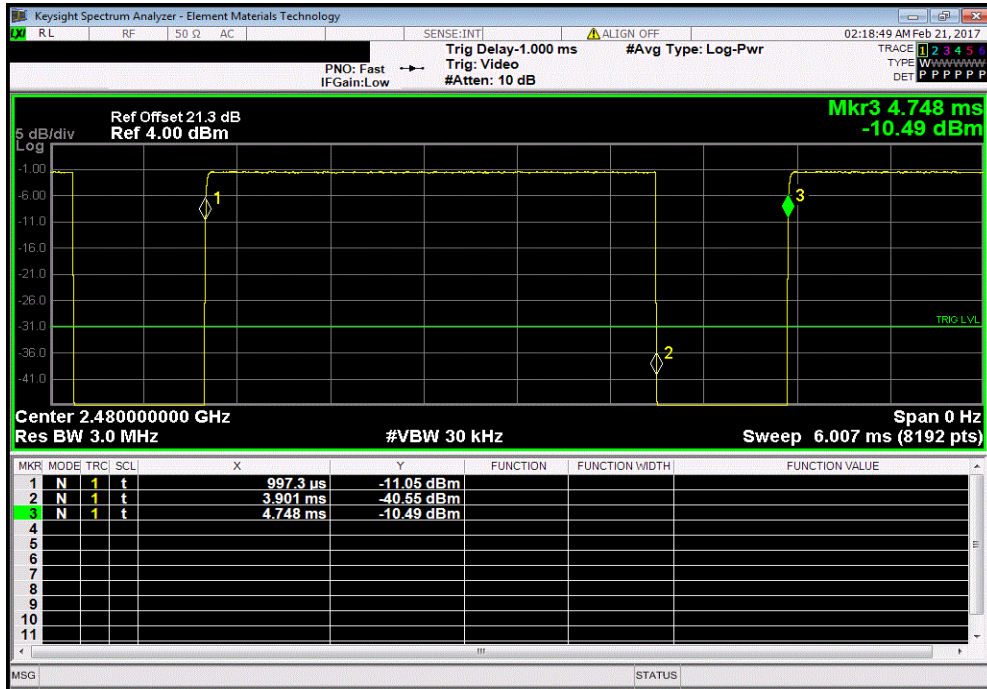 Keysight Spectrum Analyzer - Element Materials Technology
LXI RL RF 50 Ω AC SENSE:INT ALIGN OFF 02:18:49 AM Feb 21, 2017
Trig Delay-1.000 ms #Avg Type: Log-Pwr TRACE 1 2 3 4 5 6
PNO: Fast Trig: Video TYPE WWWWWW
IFGain:Low #Atten: 10 dB DET P P P P P P
Mkr3 4.748 ms
-10.49 dBm
Ref Offset 21.3 dB
5 dB/div Ref 4.00 dBm
Log
-1.00
-6.00
1
3
-11.0
-16.0
-21.0
-26.0
-31.0
TRIG LVL
-36.0
2
-41.0
Center 2.480000000 GHz Span 0 Hz
Res BW 3.0 MHz #VBW 30 kHz Sweep 6.007 ms (8192 pts)
MKR MODE TRC SCL X Y FUNCTION FUNCTION WIDTH FUNCTION VALUE
1 N 1 t 997.3 µs -11.05 dBm
2 N 1 t 3.901 ms -40.55 dBm
3 N 1 t 4.748 ms -10.49 dBm
4
5
6
7
8
9
10
11
MSG STATUS